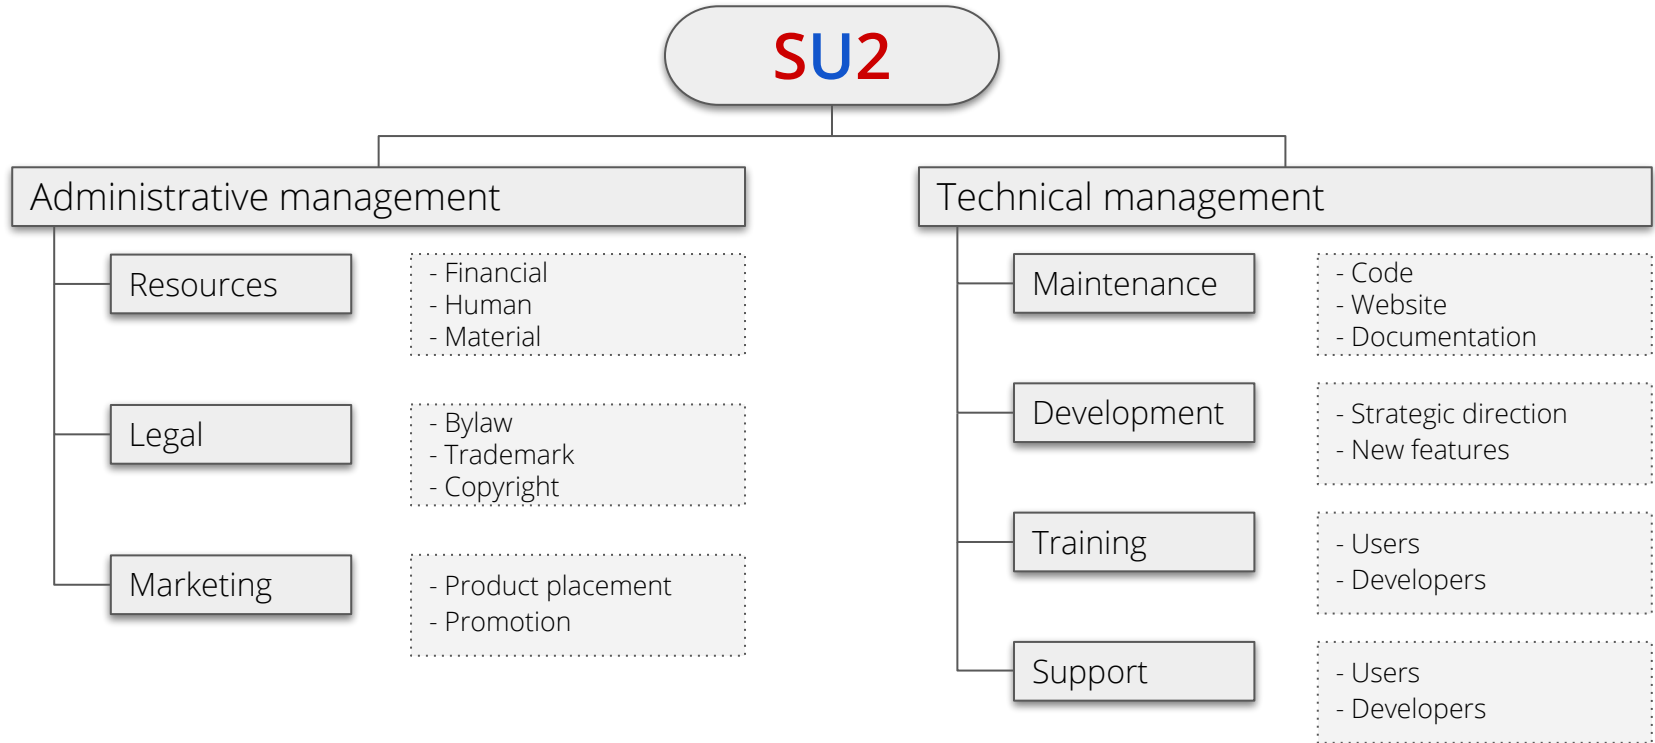 SU2
Administrative management
Resources
- Financial
- Human
- Material
Legal
- Bylaw
- Trademark
- Copyright
Marketing
- Product placement
- Promotion
Technical management
Maintenance
- Code
- Website
- Documentation
Development
- Strategic direction
- New features
Training
- Users
- Developers
Support
- Users
- Developers